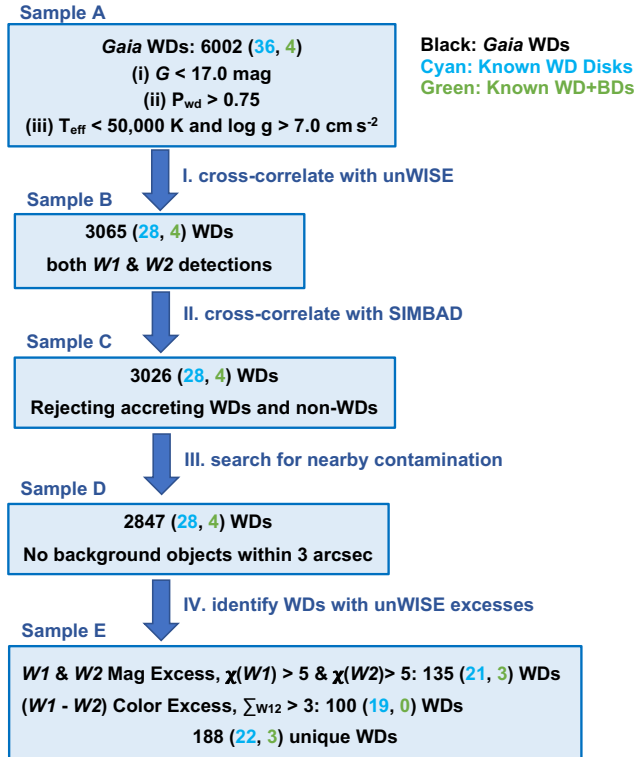 Sample A
Gaia WDs: 6002 (36, 4)
(i) G < 17.0 mag
(ii) Pwd > 0.75
(iii) Teff < 50,000 K and log g > 7.0 cm s-2
Black: Gaia WDs
Cyan: Known WD Disks
Green: Known WD+BDs
I. cross-correlate with unWISE
Sample B
3065 (28, 4) WDs
both W1 & W2 detections
II. cross-correlate with SIMBAD
Sample C
3026 (28, 4) WDs
Rejecting accreting WDs and non-WDs
III. search for nearby contamination
Sample D
2847 (28, 4) WDs
No background objects within 3 arcsec
IV. identify WDs with unWISE excesses
Sample E
W1 & W2 Mag Excess, χ(W1) > 5 & χ(W2)> 5: 135 (21, 3) WDs
(W1 - W2) Color Excess, ∑W12 > 3: 100 (19, 0) WDs
188 (22, 3) unique WDs